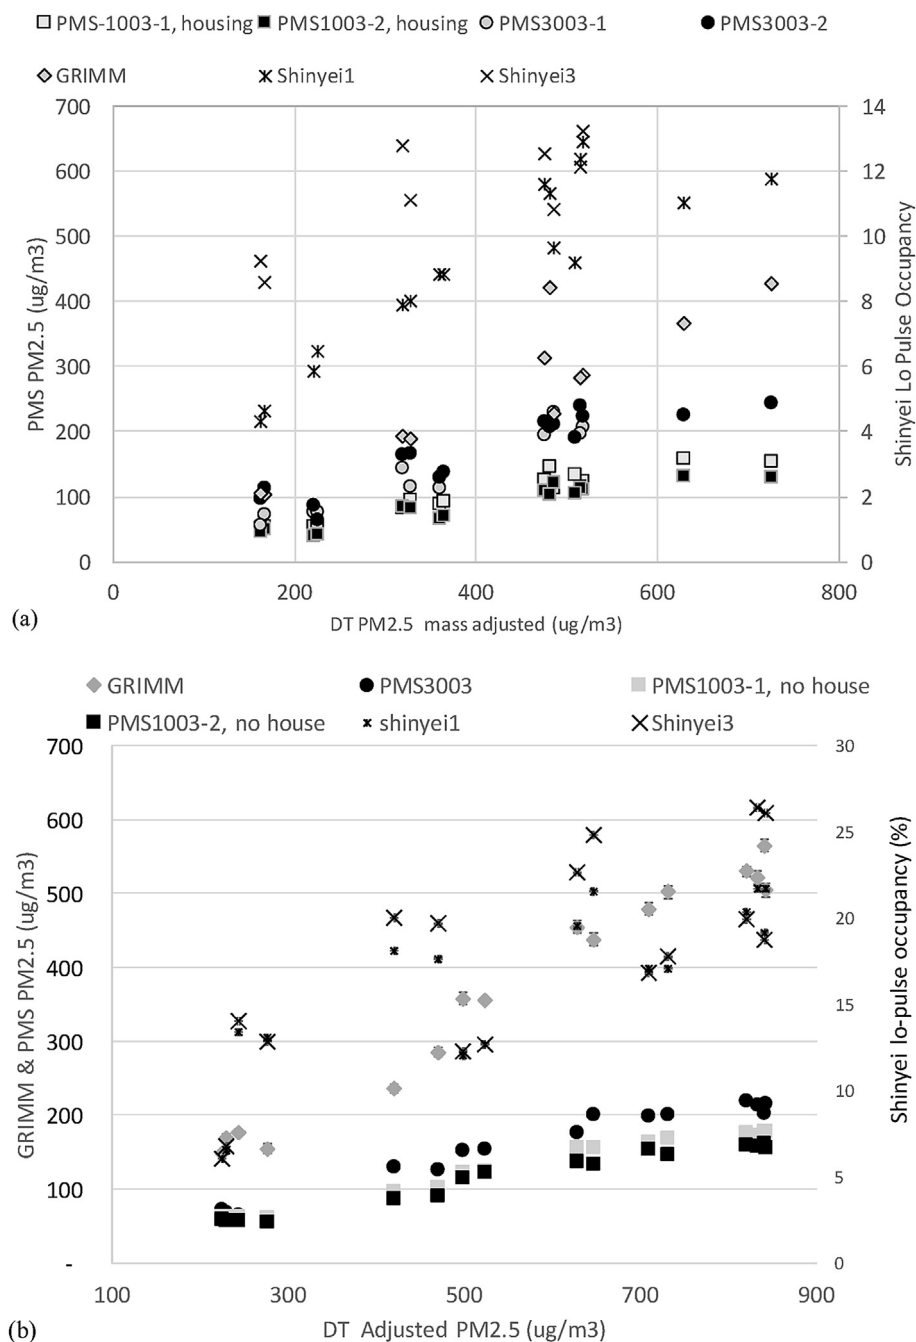 PMS-1003-1, housing PMS1003-2, housing PMS3003-1 PMS3003-2
GRIMM Shinyei1 Shinyei3
700 14
600 12
500 10
400 8
300 6
200 4
100 2
0 0
0 200 400 600 800
PMS PM2.5 (ug/m3)
Shinyei Lo Pulse Occupancy
DT PM2.5 mass adjusted (ug/m3)
(a)
GRIMM PMS3003 PMS1003-1, no house
PMS1003-2, no house shinyei1 Shinyei3
700 30
600 25
500 20
400 15
300 10
200 5
100 0
-
100 300 500 700 900
GRIMM & PMS PM2.5 (ug/m3)
Shinyei lo-pulse occupancy (%)
DT Adjusted PM2.5 (ug/m3)
(b)